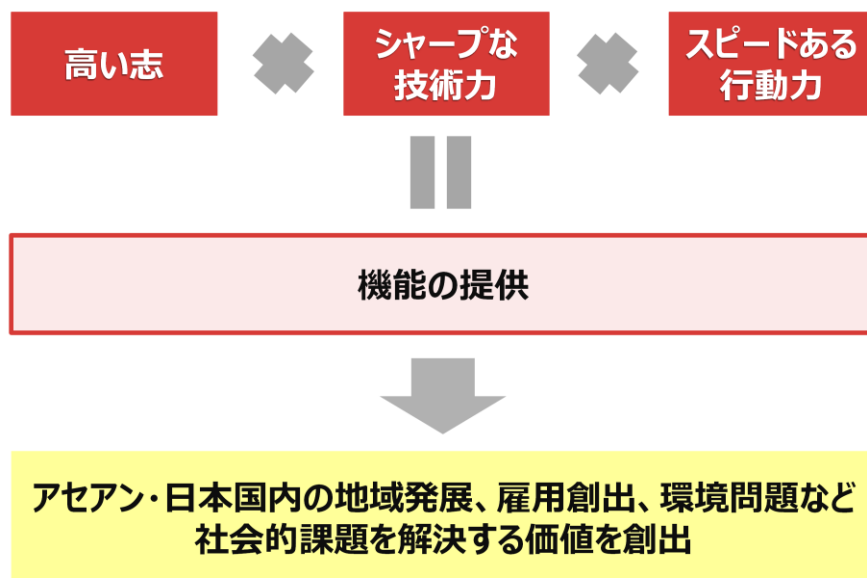 高い志
シャープな
技術力
スピードある
行動力
機能の提供
アセアン・日本国内の地域発展、雇用創出、環境問題など
社会的課題を解決する価値を創出